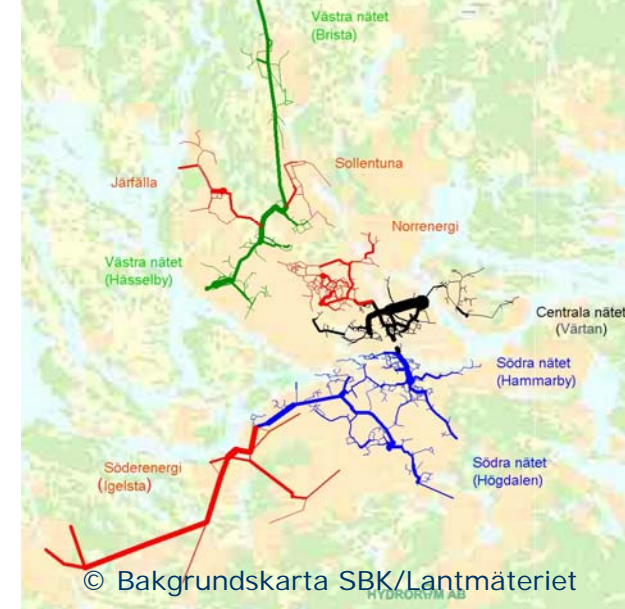 Västra nätet
(Brista)
Sollentuna
Järfälla
Norrenergi
Västra nätet
(Hässelby)
Centrala nätet
(Värtan)
Södra nätet
(Hammarby)
Södra nätet
(Högdalen)
Söderenergi
(Igelsta)
© Bakgrundskarta SBK/Lantmäteriet
AB